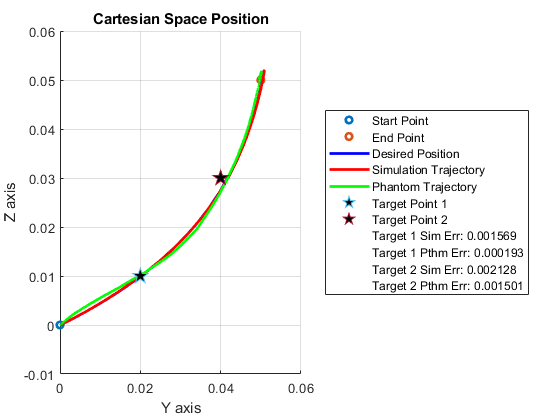 Cartesian Space Position
0.06
0.05
0.04
0.03
0.02
0.01
0
-0.01
Z axis
0
0.02
0.04
0.06
Y axis
Start Point
End Point
Desired Position
Simulation Trajectory
Phantom Trajectory
Target Point 1
Target Point 2
Target 1 Sim Err: 0.001569
Target 1 Pthm Err: 0.000193
Target 2 Sim Err: 0.002128
Target 2 Pthm Err: 0.001501